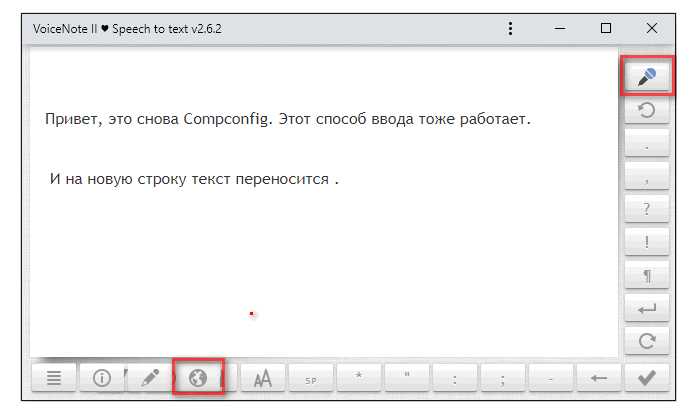 VoiceNote II ♥ Speech to text v2.6.2
Привет, это снова Compconfig. Этот способ ввода тоже работает.
И на новую строку текст переносится .
.
,
?
!
¶
AA SP * " : ; -